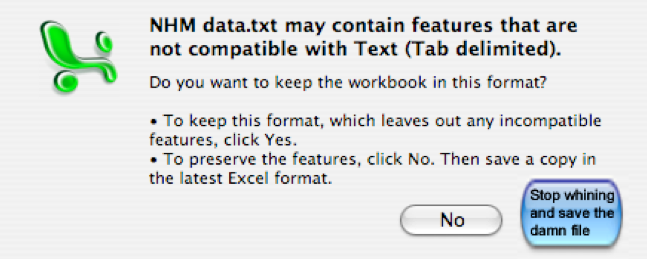 NHM data.txt may contain features that are
not compatible with Text (Tab delimited).
Do you want to keep the workbook in this format?
• To keep this format, which leaves out any incompatible
features, click Yes.
• To preserve the features, click No. Then save a copy in
the latest Excel format.
No
Stop whining
and save the
damn file